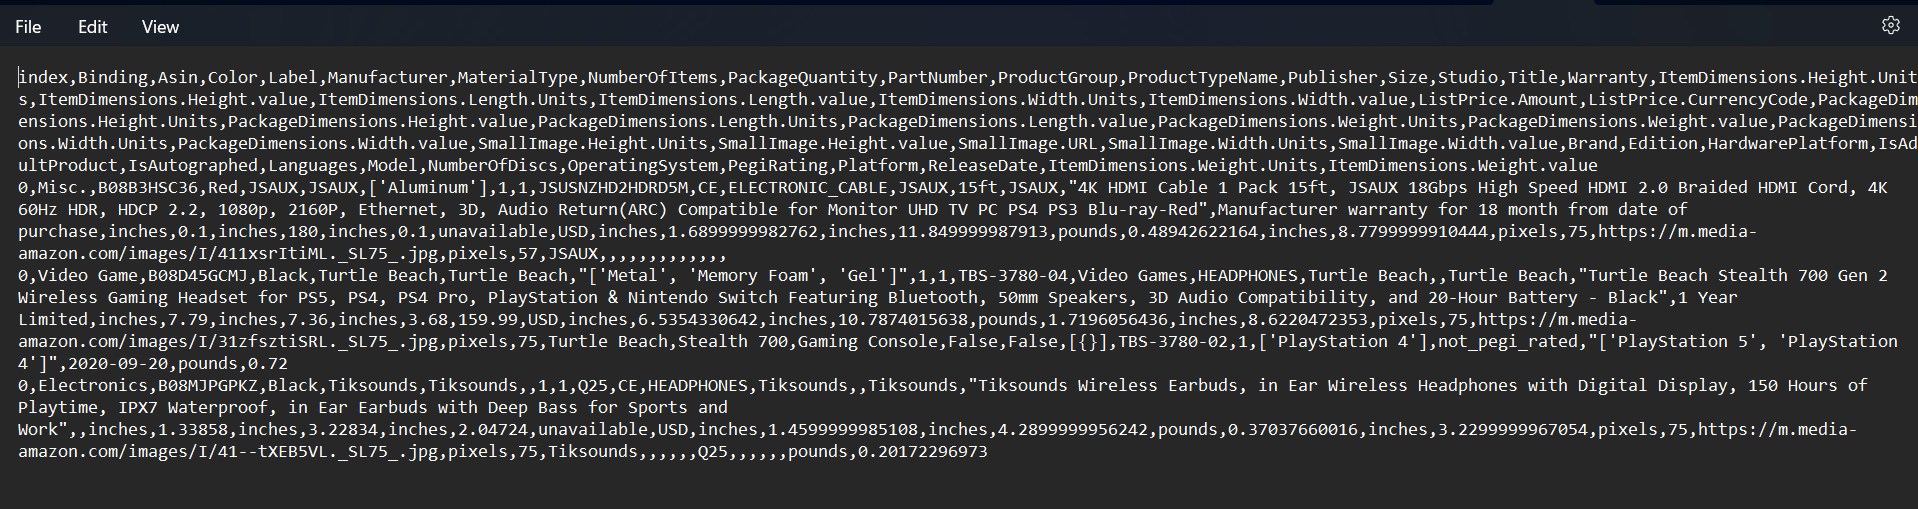 File Edit View
index,Binding,Asin,Color,Label,Manufacturer,MaterialType,NumberOfItems,PackageQuantity,PartNumber,ProductGroup,ProductTypeName,Publisher,Size,Studio,Title,Warranty,ItemDimensions.Height.Unit
s,ItemDimensions.Height.value,ItemDimensions.Length.Units,ItemDimensions.Length.value,ItemDimensions.Width.Units,ItemDimensions.Width.value,ListPrice.Amount,ListPrice.CurrencyCode,PackageDim
ensions.Height.Units,PackageDimensions.Height.value,PackageDimensions.Length.Units,PackageDimensions.Length.value,PackageDimensions.Weight.Units,PackageDimensions.Weight.value,PackageDimensi
ons.Width.Units,PackageDimensions.Width.value,SmallImage.Height.Units,SmallImage.Height.value,SmallImage.URL,SmallImage.Width.Units,SmallImage.Width.value,Brand,Edition,HardwarePlatform,IsAd
ultProduct,IsAutographed,Languages,Model,NumberOfDiscs,OperatingSystem,PegiRating,Platform,ReleaseDate,ItemDimensions.Weight.Units,ItemDimensions.Weight.value
0,Misc.,B08B3HSC36,Red,JSAUX,JSAUX,['Aluminum'],1,1,JSUSNZHD2HDRD5M,CE,ELECTRONIC_CABLE,JSAUX,15ft,JSAUX,"4K HDMI Cable 1 Pack 15ft, JSAUX 18Gbps High Speed HDMI 2.0 Braided HDMI Cord, 4K
60Hz HDR, HDCP 2.2, 1080p, 2160P, Ethernet, 3D, Audio Return(ARC) Compatible for Monitor UHD TV PC PS4 PS3 Blu-ray-Red",Manufacturer warranty for 18 month from date of
purchase,inches,0.1,inches,180,inches,0.1,unavailable,USD,inches,1.6899999982762,inches,11.849999987913,pounds,0.48942622164,inches,8.7799999910444,pixels,75,https://m.media-
amazon.com/images/I/411xsrItiML._SL75_.jpg,pixels,57,JSAUX,,,,,,,,,,,,,
0,Video Game,B08D45GCMJ,Black,Turtle Beach,Turtle Beach,"['Metal', 'Memory Foam', 'Gel']",1,1,TBS-3780-04,Video Games,HEADPHONES,Turtle Beach,,Turtle Beach,"Turtle Beach Stealth 700 Gen 2
Wireless Gaming Headset for PS5, PS4, PS4 Pro, PlayStation & Nintendo Switch Featuring Bluetooth, 50mm Speakers, 3D Audio Compatibility, and 20-Hour Battery - Black",1 Year
Limited,inches,7.79,inches,7.36,inches,3.68,159.99,USD,inches,6.5354330642,inches,10.7874015638,pounds,1.7196056436,inches,8.6220472353,pixels,75,https://m.media-
amazon.com/images/I/31zfsztiSRL._SL75_.jpg,pixels,75,Turtle Beach,Stealth 700,Gaming Console,False,False,[{}],TBS-3780-02,1,['PlayStation 4'],not_pegi_rated,"['PlayStation 5', 'PlayStation
4']",2020-09-20,pounds,0.72
0,Electronics,B08MJPGPKZ,Black,Tiksounds,Tiksounds,,1,1,Q25,CE,HEADPHONES,Tiksounds,,Tiksounds,"Tiksounds Wireless Earbuds, in Ear Wireless Headphones with Digital Display, 150 Hours of
Playtime, IPX7 Waterproof, in Ear Earbuds with Deep Bass for Sports and
Work",,inches,1.33858,inches,3.22834,inches,2.04724,unavailable,USD,inches,1.4599999985108,inches,4.2899999956242,pounds,0.37037660016,inches,3.2299999967054,pixels,75,https://m.media-
amazon.com/images/I/41--tXEB5VL._SL75_.jpg,pixels,75,Tiksounds,,,,,,Q25,,,,,,pounds,0.20172296973